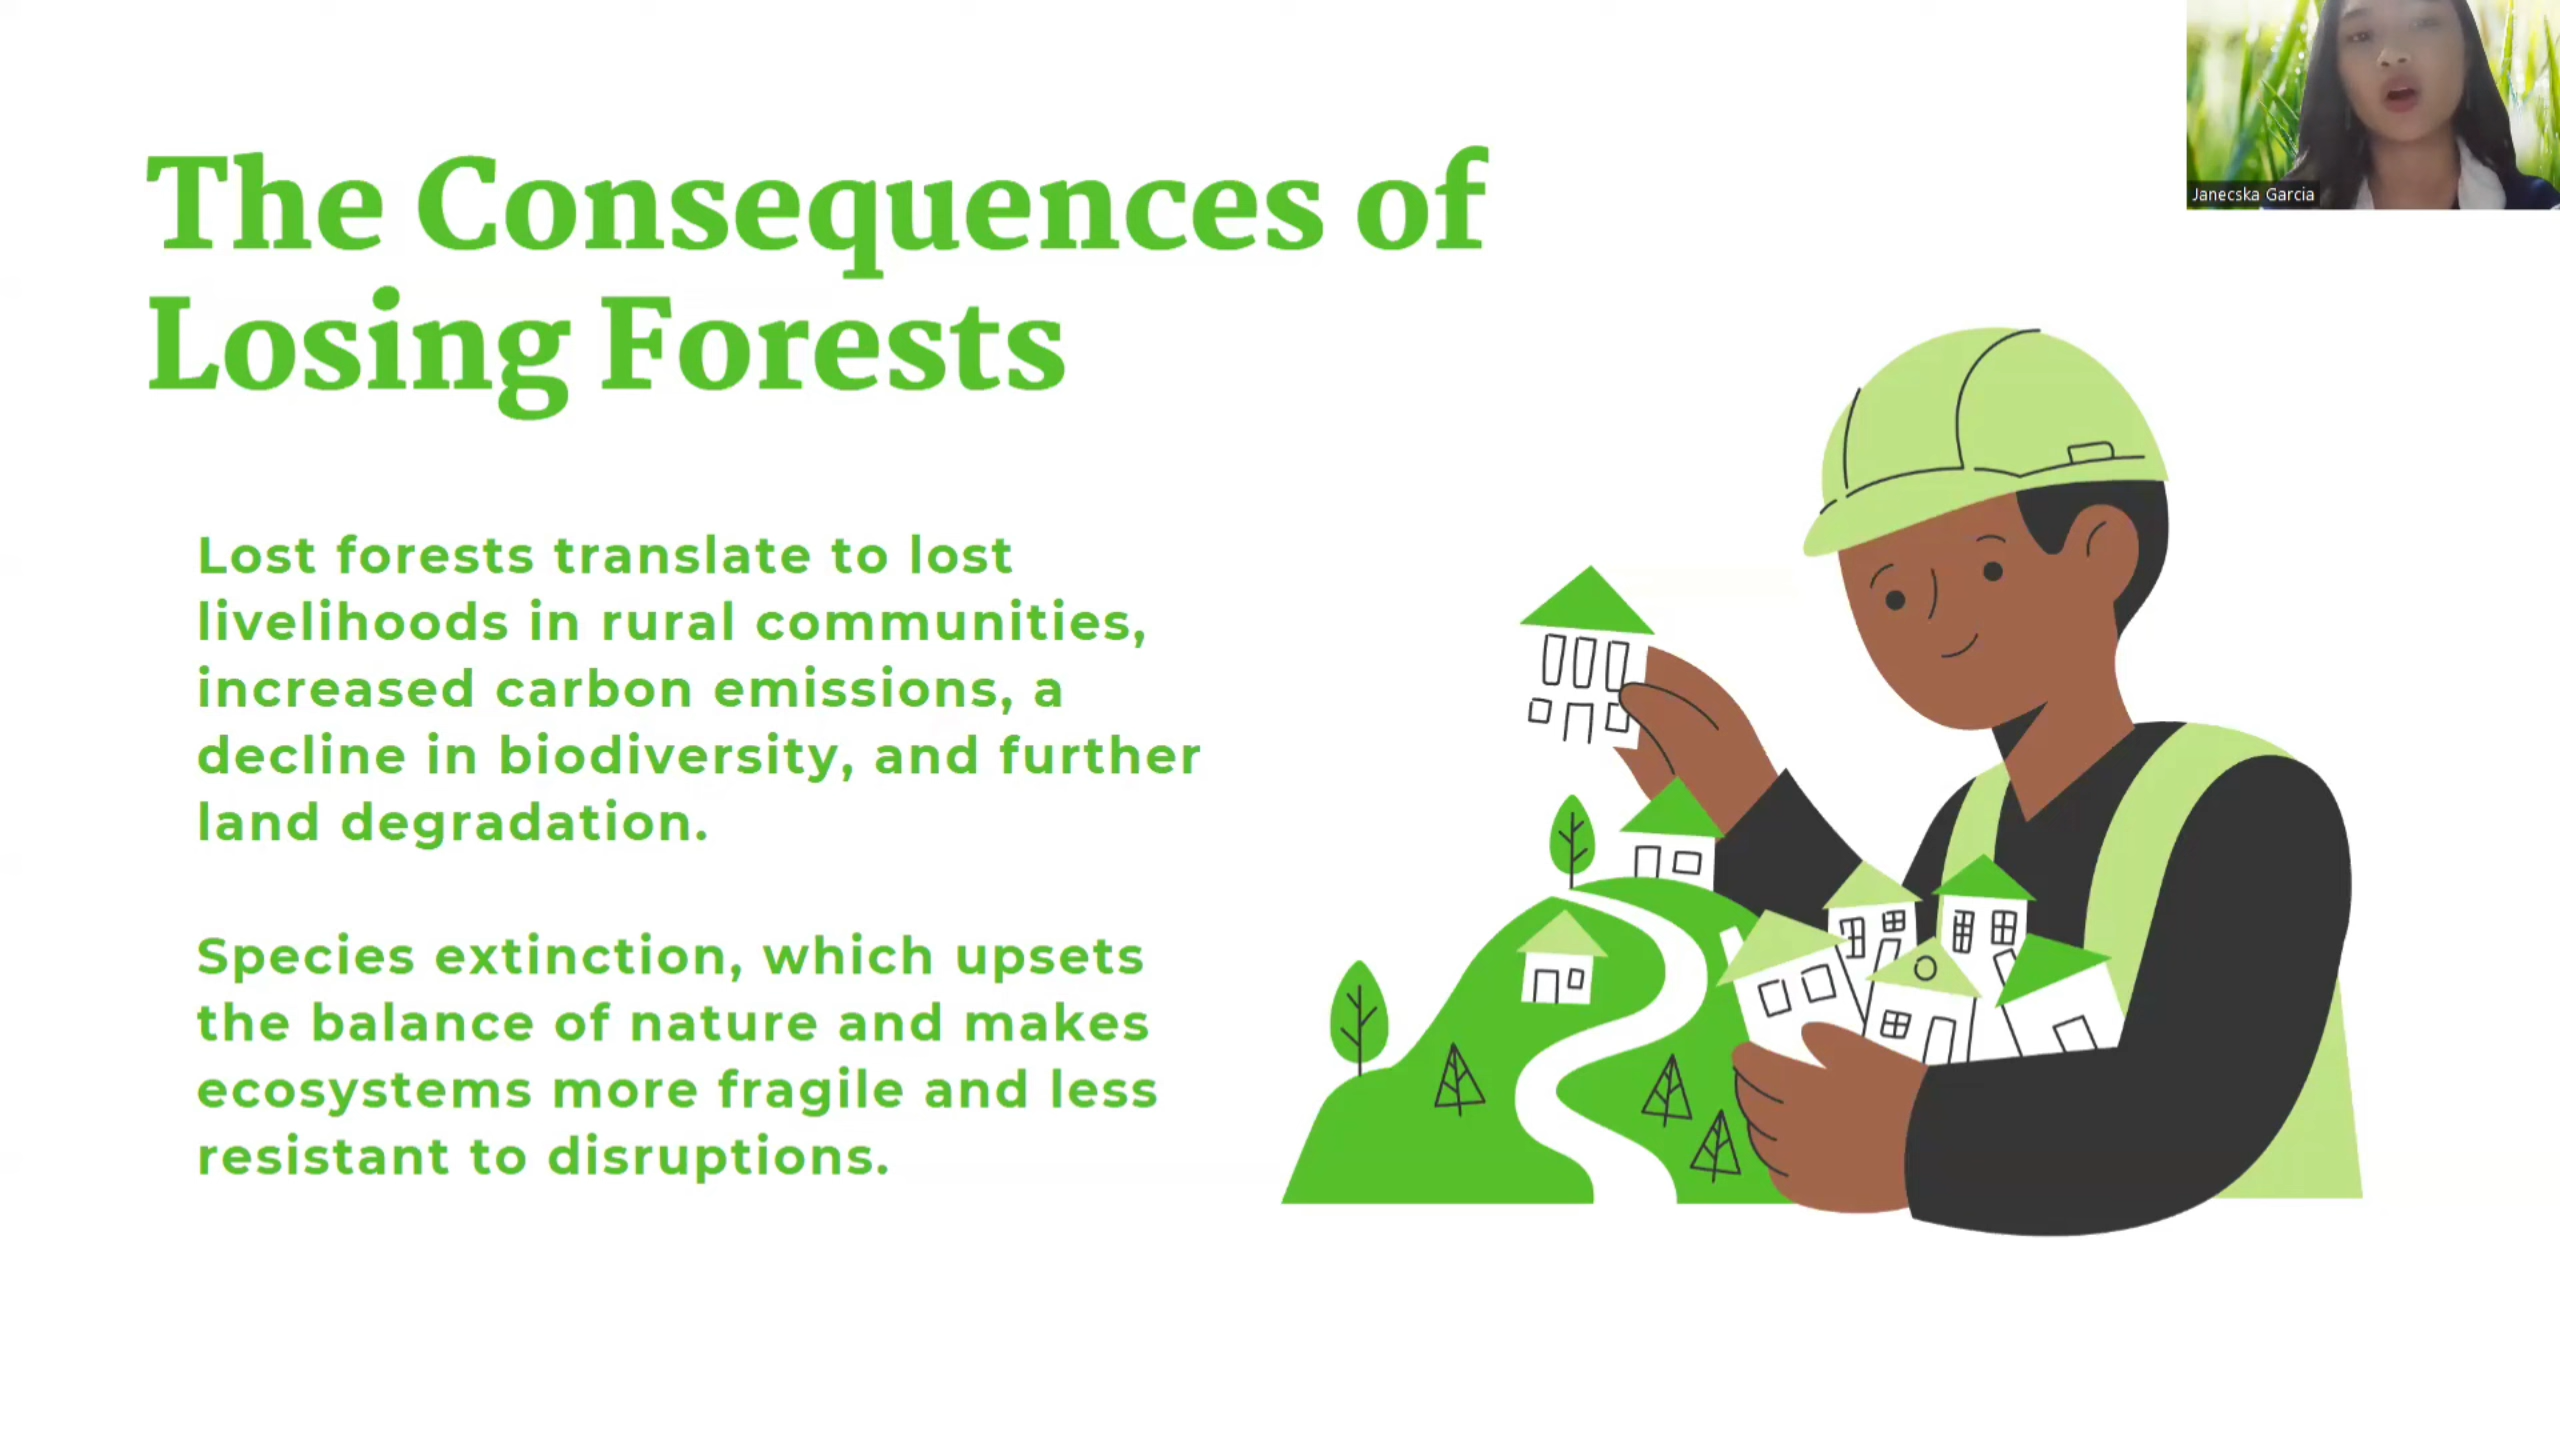 The Consequences of
Losing Forests
Lost forests translate to lost
livelihoods in rural communities,
increased carbon emissions, a
decline in biodiversity, and further
land degradation.
Species extinction, which upsets
the balance of nature and makes
ecosystems more fragile and less
resistant to disruptions.
Janecska Garcia